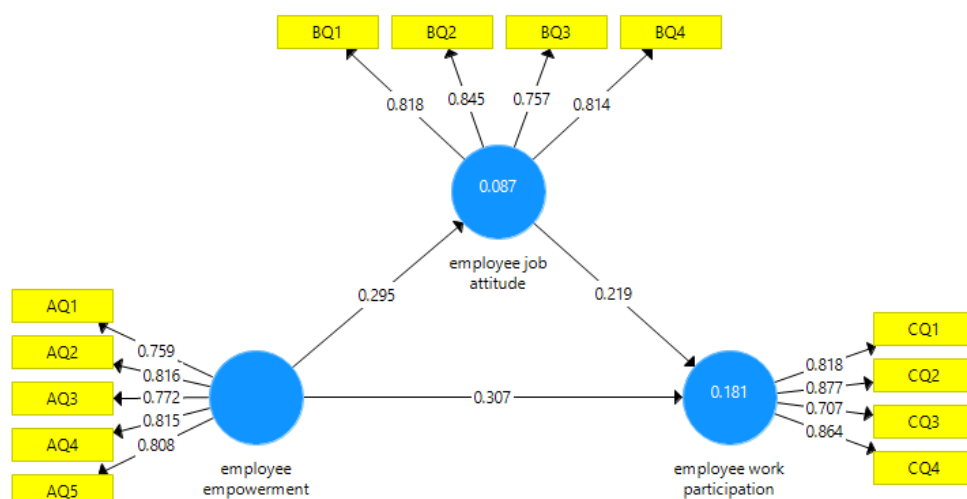 BQ1 BQ2 BQ3 BQ4
0.818 0.845 0.757 0.814
0.087
employee job
attitude
0.295 0.219
AQ1
AQ2
AQ3
AQ4
AQ5
0.759
0.816
0.772
0.815
0.808
employee
empowerment
0.307
0.181
employee work
participation
0.818
0.877
0.707
0.864
CQ1
CQ2
CQ3
CQ4